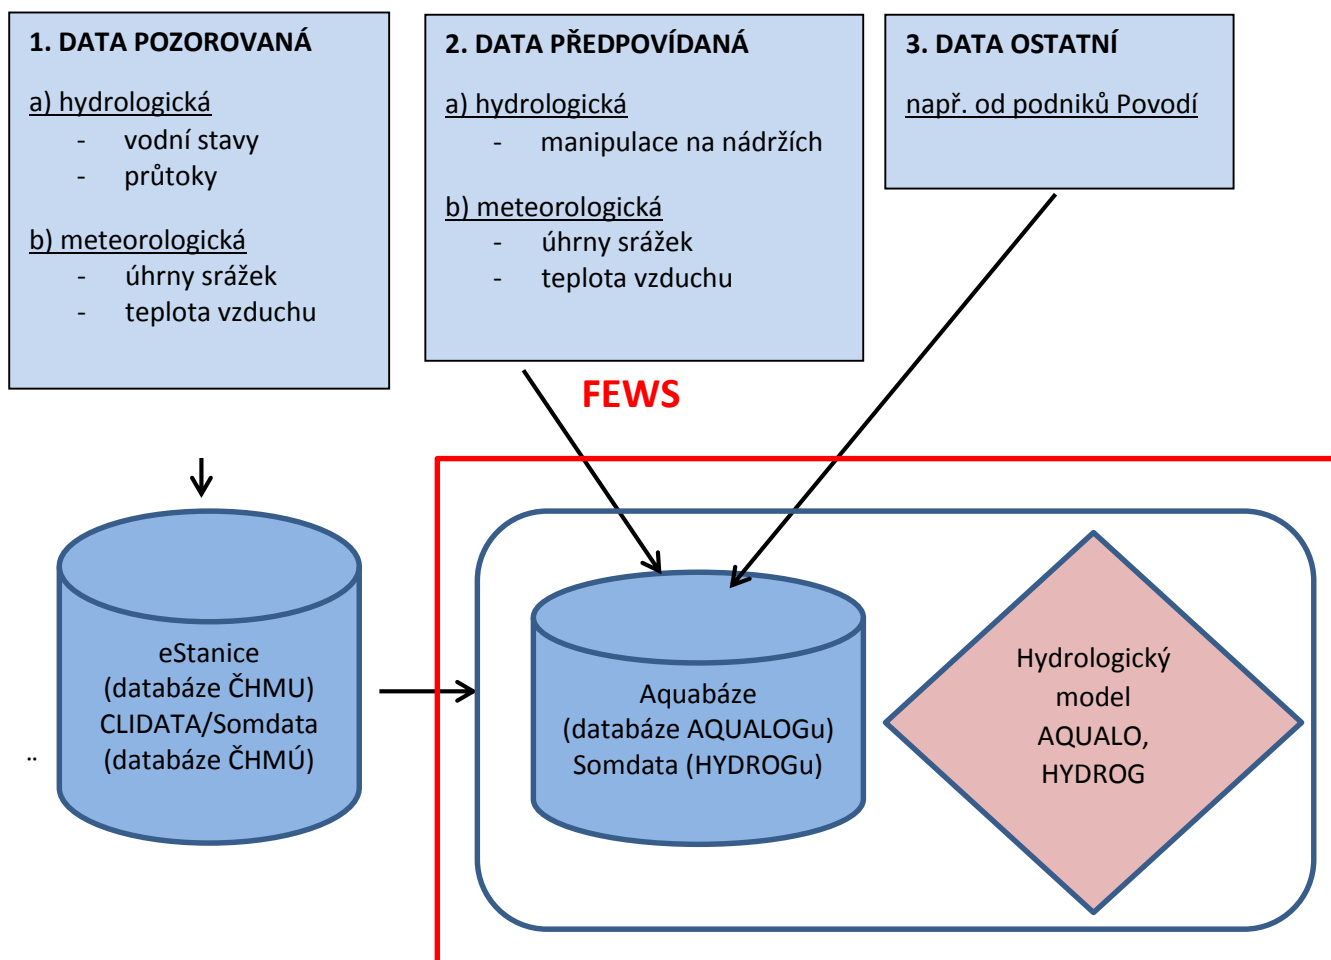 1. DATA POZOROVANÁ
a) hydrologická
- vodní stavy
- průtoky
b) meteorologická
- úhrny srážek
- teplota vzduchu
2. DATA PŘEDPOVÍDANÁ
a) hydrologická
- manipulace na nádržích
b) meteorologická
- úhrny srážek
- teplota vzduchu
3. DATA OSTATNÍ
např. od podniků Povodí
FEWS
eStanice
(databáze ČHMU)
CLIDATA/Somdata
(databáze ČHMÚ)
..
Aquabáze
(databáze AQUALOGu)
Somdata (HYDROGu)
Hydrologický
model
AQUALO,
HYDROG